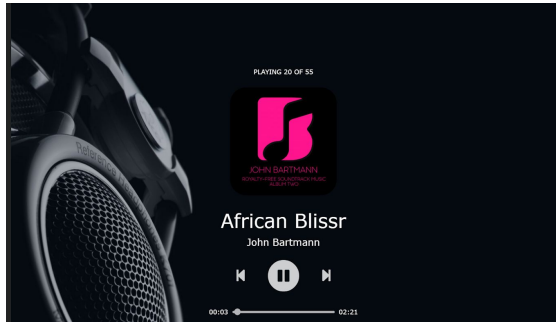 PLAYING 20 OF 55
JOHN BARTMANN
ROYALTY-FREE SOUNDTRACK MUSIC
ALBUM TWO
African Blissr
John Bartmann
00:03
02:21
Reference